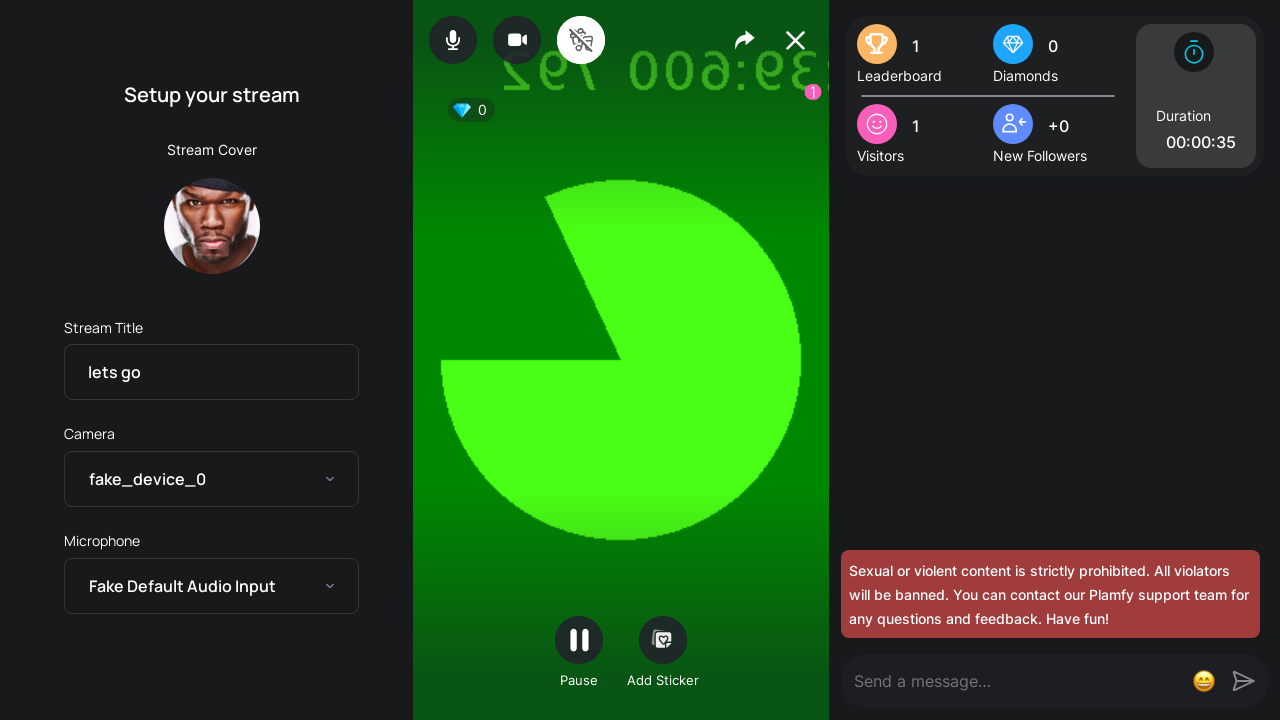 Setup your stream
Stream Cover
Stream Title
lets go
Camera
fake_device_0
Microphone
Fake Default Audio Input
0
1
Pause
Add Sticker
1
Leaderboard
0
Diamonds
1
Visitors
+0
New Followers
Duration
00:00:35
Sexual or violent content is strictly prohibited. All violators
will be banned. You can contact our Plamfy support team for
any questions and feedback. Have fun!
Send a message...